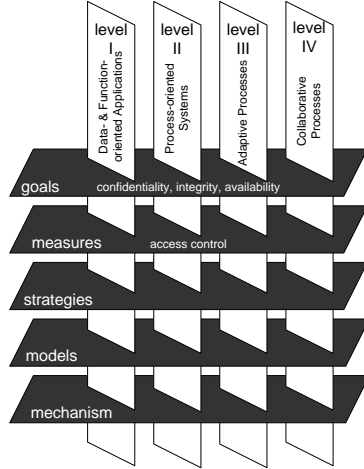 level
I
Data- & Function-
oriented Applications
level
II
Process-oriented
Systems
level
III
Adaptive Processes
level
IV
Collaborative
Processes
goals
confidentiality, integrity, availability
measures
access control
strategies
models
mechanism